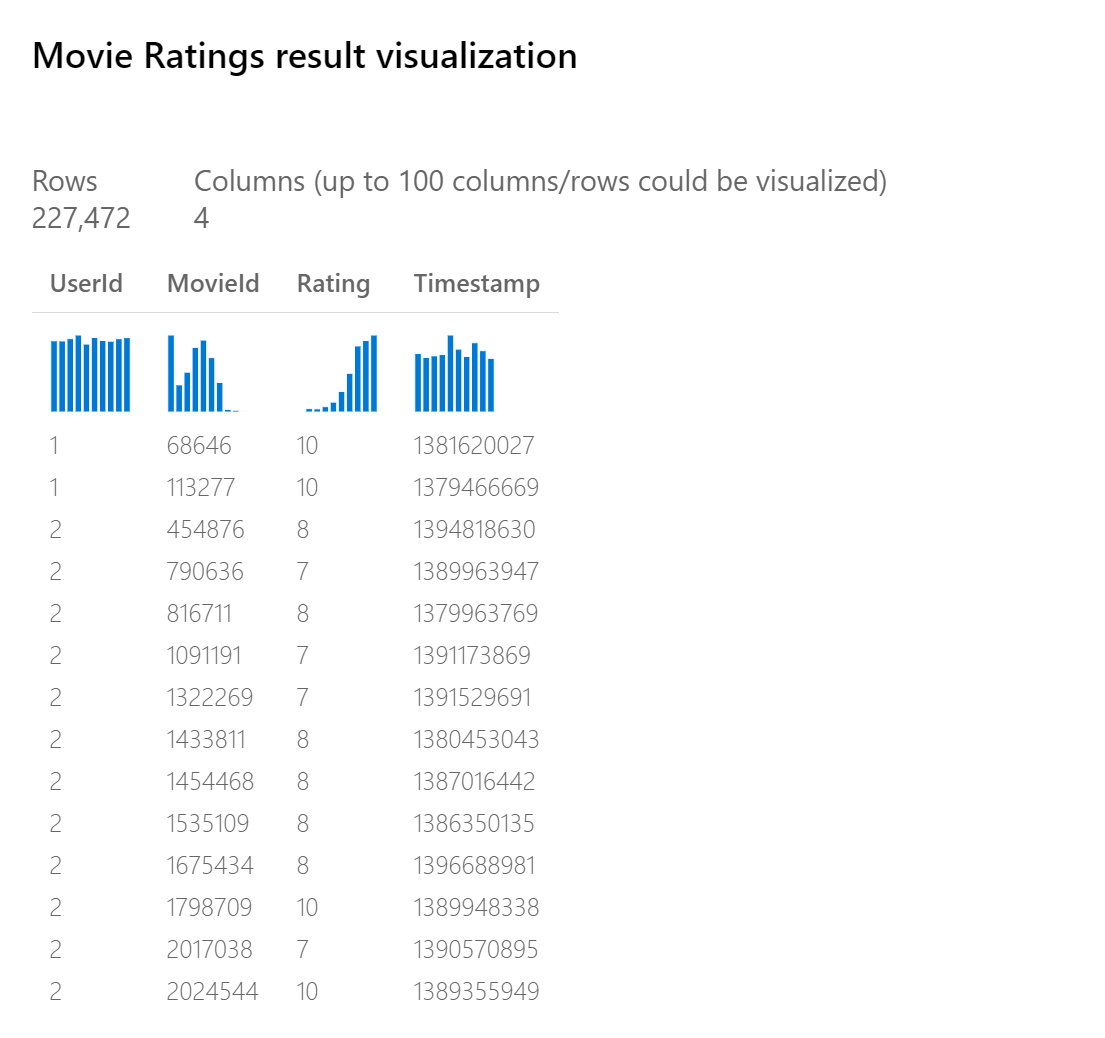 Movie Ratings result visualization
Rows Columns (up to 100 columns/rows could be visualized)
227,472 4
UserId MovieId Rating Timestamp
1 68646 10 1381620027
1 113277 10 1379466669
2 454876 8 1394818630
2 790636 7 1389963947
2 816711 8 1379963769
2 1091191 7 1391173869
2 1322269 7 1391529691
2 1433811 8 1380453043
2 1454468 8 1387016442
2 1535109 8 1386350135
2 1675434 8 1396688981
2 1798709 10 1389948338
2 2017038 7 1390570895
2 2024544 10 1389355949